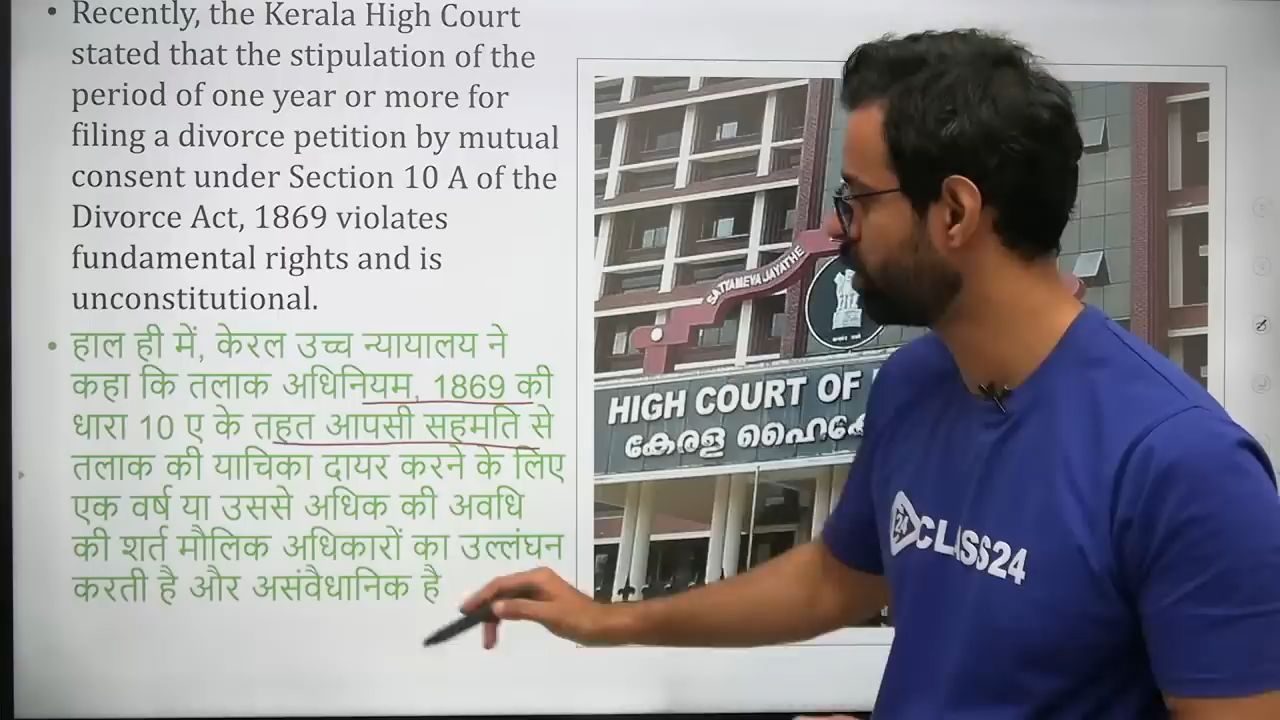 • Recently, the Kerala High Court
stated that the stipulation of the
period of one year or more for
filing a divorce petition by mutual
consent under Section 10 A of the
Divorce Act, 1869 violates
fundamental rights and is
unconstitutional.
• हाल ही में, केरल उच्च न्यायालय ने
कहा कि तलाक अधिनियम, 1869 की
धारा 10 ए के तहत आपसी सहमति से
तलाक की याचिका दायर करने के लिए
एक वर्ष या उससे अधिक की अवधि
की शर्त मौलिक अधिकारों का उल्लंघन
करती है और असंवैधानिक है
SATYAMEVA JAYATHE
HIGH COURT OF
കേരള
24 CLASS24